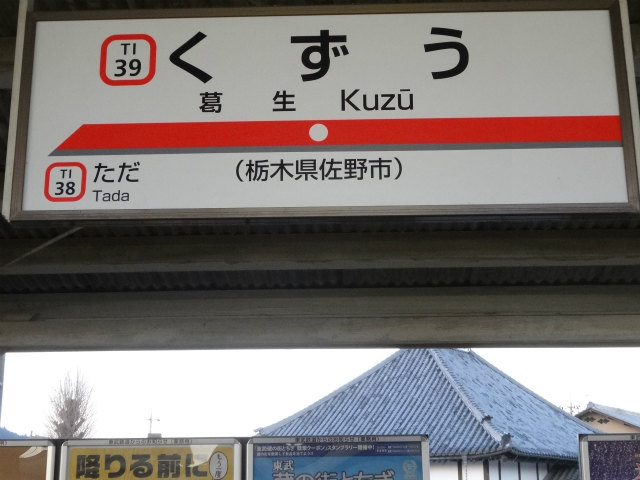 TI
39
くずう
葛生 Kuzū
TI
38
ただ
Tada
(栃木県佐野市)
降りる前に
東武